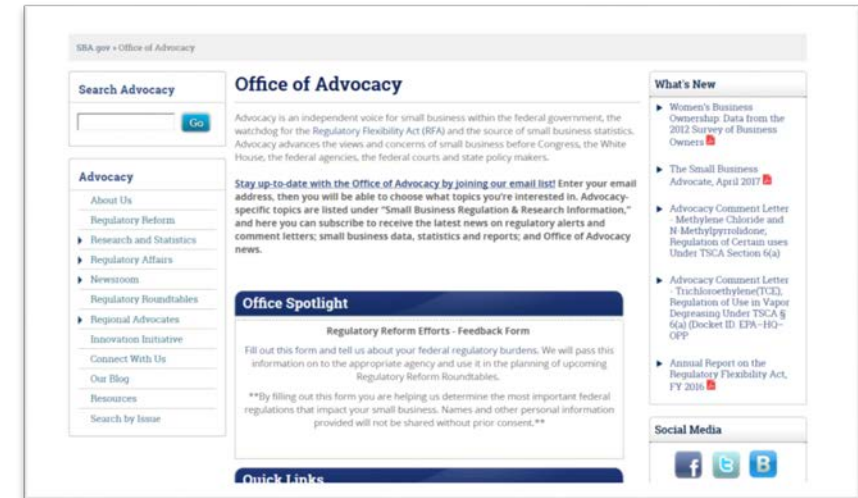 SBA.gov » Office of Advocacy
Search Advocacy
Go
Advocacy
About Us
Regulatory Reform
Research and Statistics
Regulatory Affairs
Newsroom
Regulatory Roundtables
Regional Advocates
Innovation Initiative
Connect With Us
Our Blog
Resources
Search by Issue
Office of Advocacy
Advocacy is an independent voice for small business within the federal government, the
watchdog for the Regulatory Flexibility Act (RFA) and the source of small business statistics.
Advocacy advances the views and concerns of small business before Congress, the White
House, the federal agencies, the federal courts and state policy makers.
Stay up-to-date with the Office of Advocacy by joining our email list! Enter your email
address, then you will be able to choose what topics you're interested in. Advocacy-
specific topics are listed under "Small Business Regulation & Research Information,"
and here you can subscribe to receive the latest news on regulatory alerts and
comment letters; small business data, statistics and reports; and Office of Advocacy
news.
Office Spotlight
Regulatory Reform Efforts - Feedback Form
Fill out this form and tell us about your federal regulatory burdens. We will pass this
information on to the appropriate agency and use it in the planning of upcoming
Regulatory Reform Roundtables.
**By filling out this form you are helping us determine the most important federal
regulations that impact your small business. Names and other personal information
provided will not be shared without prior consent.**
Quick Links
What's New
Women's Business
Ownership: Data from the
2012 Survey of Business
Owners
The Small Business
Advocate, April 2017
Advocacy Comment Letter
- Methylene Chloride and
N-Methylpyrrolidone,
Regulation of Certain uses
Under TSCA Section 6(a)
Advocacy Comment Letter
- Trichloroethylene(TCE),
Regulation of Use in Vapor
Degreasing Under TSCA §
6(a) (Docket ID: EPA-HQ-
OPP
Annual Report on the
Regulatory Flexibility Act,
FY 2016
Social Media
f
t
B